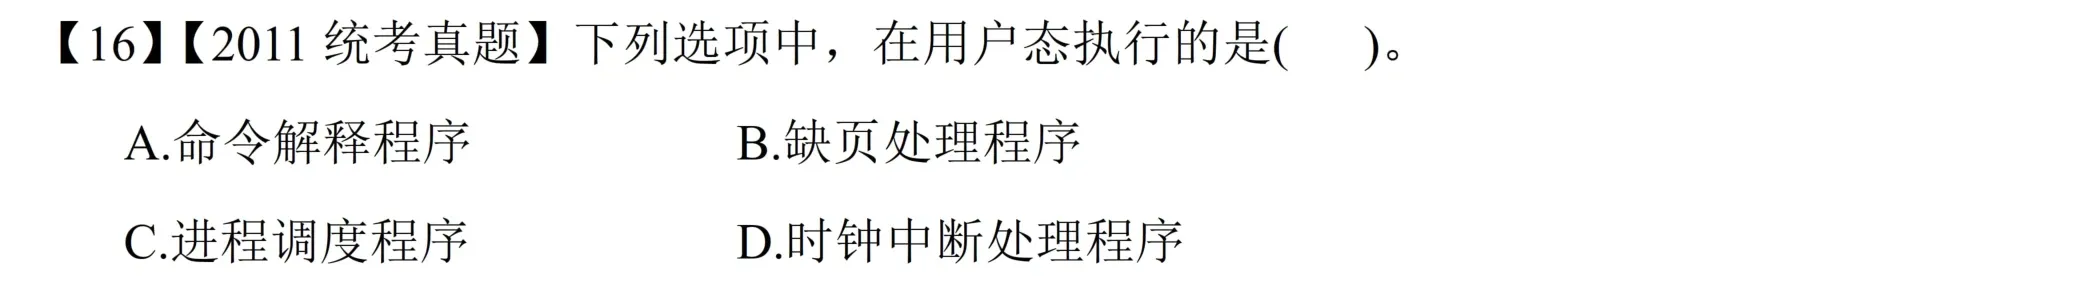 【16】【2011 统考真题】下列选项中，在用户态执行的是(    )。
A.命令解释程序    B.缺页处理程序
C.进程调度程序    D.时钟中断处理程序